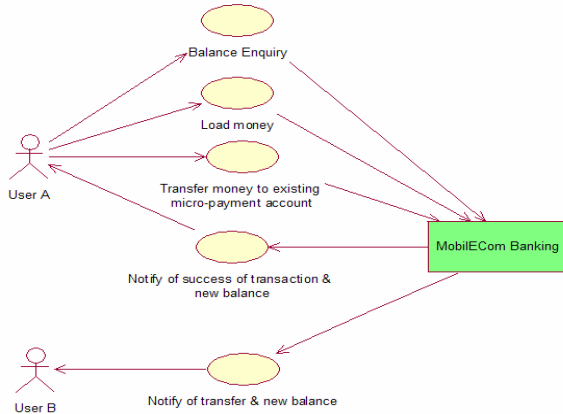 Balance Enquiry
Load money
User A
Transfer money to existing
micro-payment account
MobilECom Banking
Notify of success of transaction &
new balance
User B
Notify of transfer & new balance